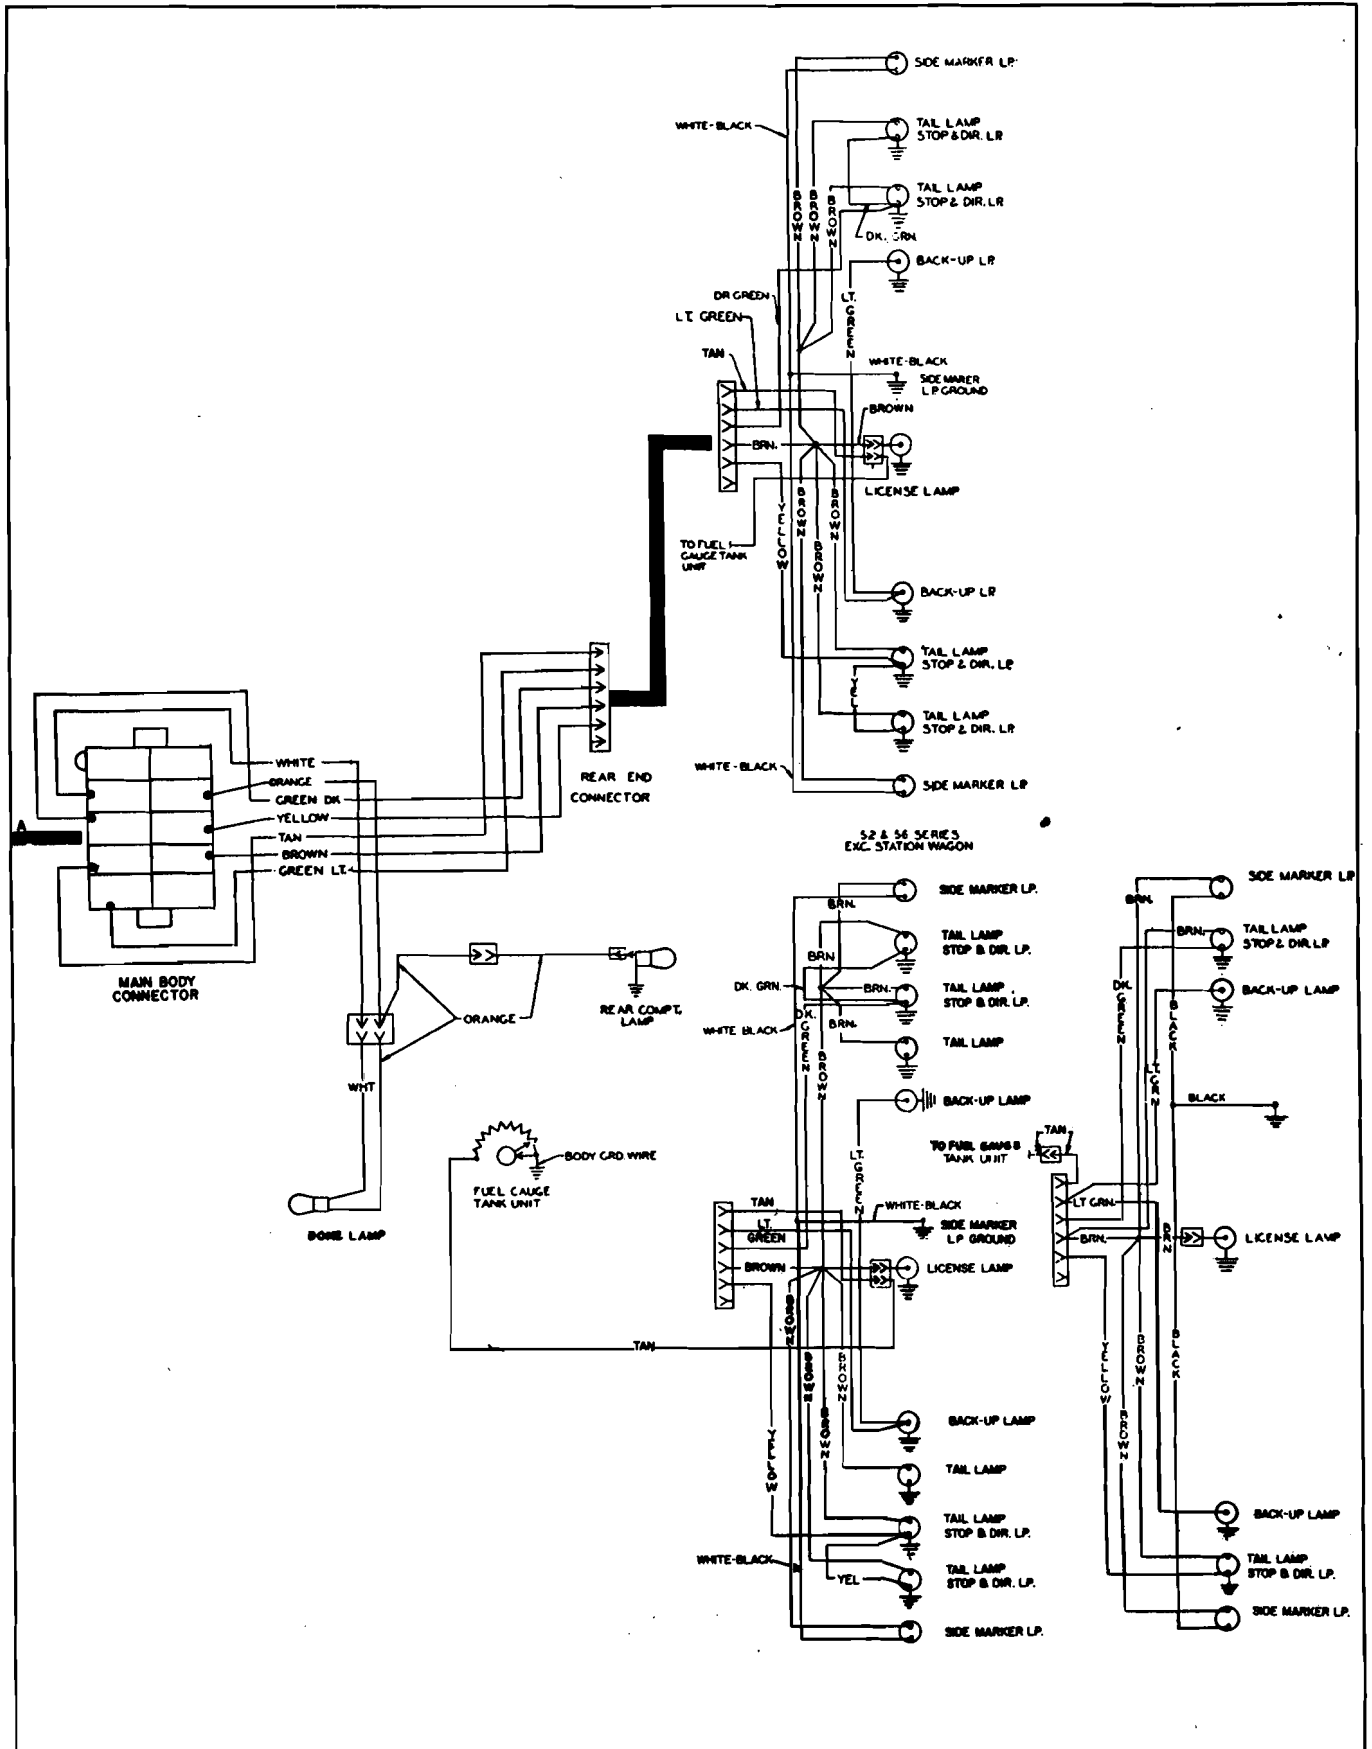 SIDE MARKER LP.
WHITE-BLACK
TAIL LAMP
STOP & DIR. LP.
BROWN
BROWN
BROWN
TAIL LAMP
STOP & DIR. LP.
DK. GRN.
BACK-UP LP.
DR GREEN
LT. GREEN
LT. GREEN
TAN
WHITE-BLACK
SIDE MARER
LP. GROUND
BROWN
BRN.
LICENSE LAMP
YELLOW
BROWN
BROWN
BROWN
TO FUEL
GAUGE TANK
UNIT
BACK-UP LP.
TAIL LAMP
STOP & DIR. LP.
YEL
TAIL LAMP
STOP & DIR. LP.
WHITE-BLACK
SIDE MARKER LP.
52 & 56 SERIES
EXC. STATION WAGON
REAR END
CONNECTOR
A
WHITE
ORANGE
GREEN DK
YELLOW
TAN
BROWN
GREEN LT.
MAIN BODY
CONNECTOR
ORANGE
REAR COMPT.
LAMP
WHT
DOME LAMP
BODY GRD. WIRE
FUEL GAUGE
TANK UNIT
TAN
BRN.
SIDE MARKER LP.
BRN
TAIL LAMP
STOP & DIR. LP.
DK. GRN.
BRN.
TAIL LAMP
STOP & DIR. LP.
WHITE BLACK
DK. GREEN
BRN.
TAIL LAMP
BROWN
BACK-UP LAMP
LT. GREEN
TAN
WHITE-BLACK
LT.
GREEN
SIDE MARKER
LP GROUND
BROWN
LICENSE LAMP
BROWN
BROWN
BROWN
BROWN
YELLOW
BACK-UP LAMP
TAIL LAMP
TAIL LAMP
STOP & DIR. LP.
WHITE-BLACK
YEL
TAIL LAMP
STOP & DIR. LP.
SIDE MARKER LP.
SIDE MARKER LP
BRN.
BRN.
TAIL LAMP
STOP & DIR. LP.
DK GREEN
BACK-UP LAMP
BLACK
LT. GRN
BLACK
TAN
TO FUEL GAUGE
TANK UNIT
LT GRN.
BRN.
BRN
LICENSE LAMP
YELLOW
BROWN
BLACK
BROWN
BACK-UP LAMP
TAIL LAMP
STOP & DIR. LP.
SIDE MARKER LP.